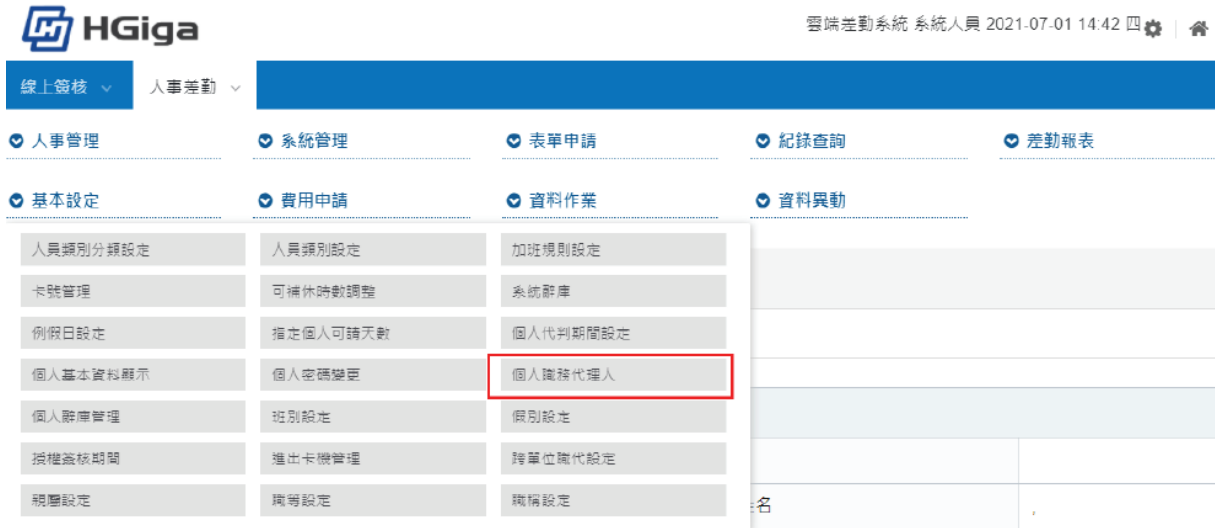 HGiga
雲端差勤系統 系統人員 2021-07-01 14:42 四
線上簽核 人事差勤
人事管理 系統管理 表單申請 紀錄查詢 差勤報表
基本設定 費用申請 資料作業 資料異動
人員類別分類設定 人員類別設定 加班規則設定
卡號管理 可補休時數調整 系統辭庫
例假日設定 指定個人可請天數 個人代判期間設定
個人基本資料顯示 個人密碼變更 個人職務代理人
個人辭庫管理 班別設定 假別設定
授權簽核期間 進出卡機管理 跨單位職代設定
親屬設定 職等設定 職稱設定
名 ,